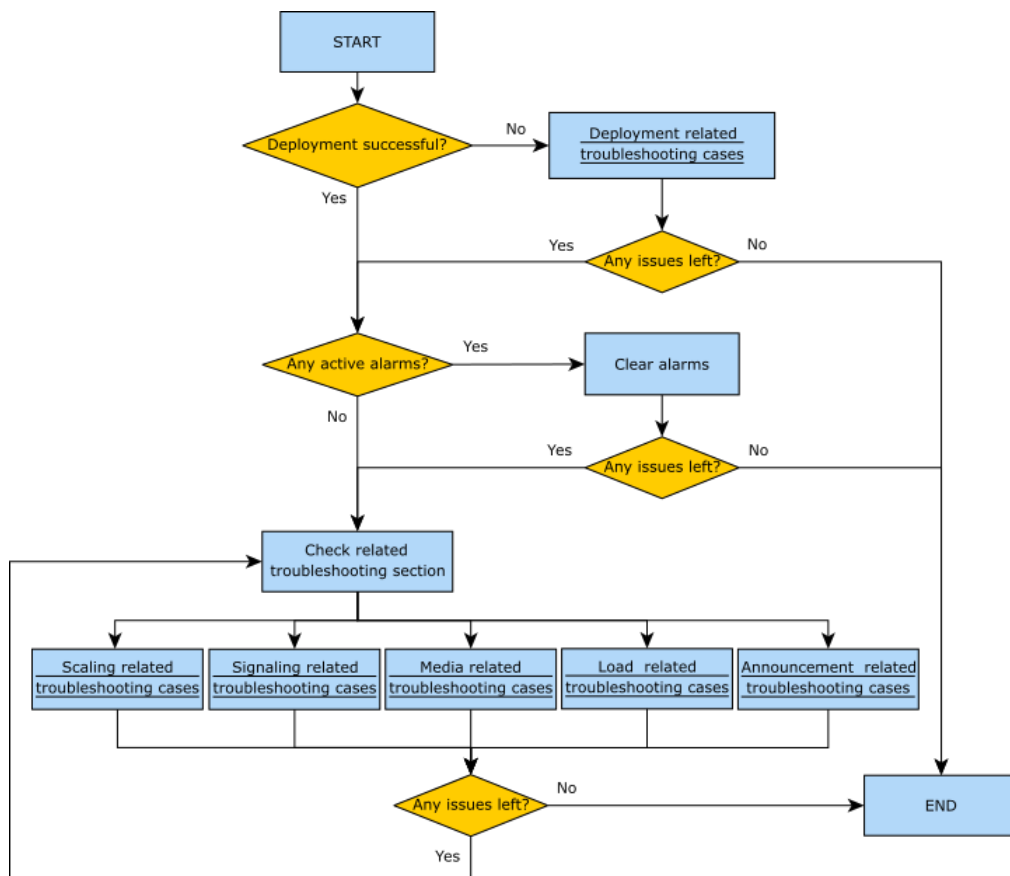 START
Deployment successful?
No
Deployment related
troubleshooting cases
Yes
Yes
Any issues left?
No
Any active alarms?
Yes
Clear alarms
No
Yes
Any issues left?
No
Check related
troubleshooting section
Scaling related
troubleshooting cases
Signaling related
troubleshooting cases
Media related
troubleshooting cases
Load related
troubleshooting cases
Announcement related
troubleshooting cases
Any issues left?
No
END
Yes